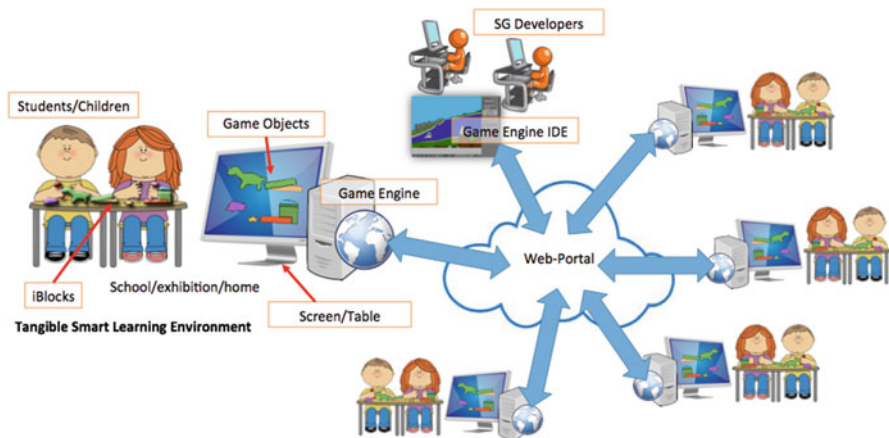 SG Developers
Students/Children
Game Objects
Game Engine IDE
Game Engine
Web-Portal
iBlocks
School/exhibition/home
Screen/Table
Tangible Smart Learning Environment